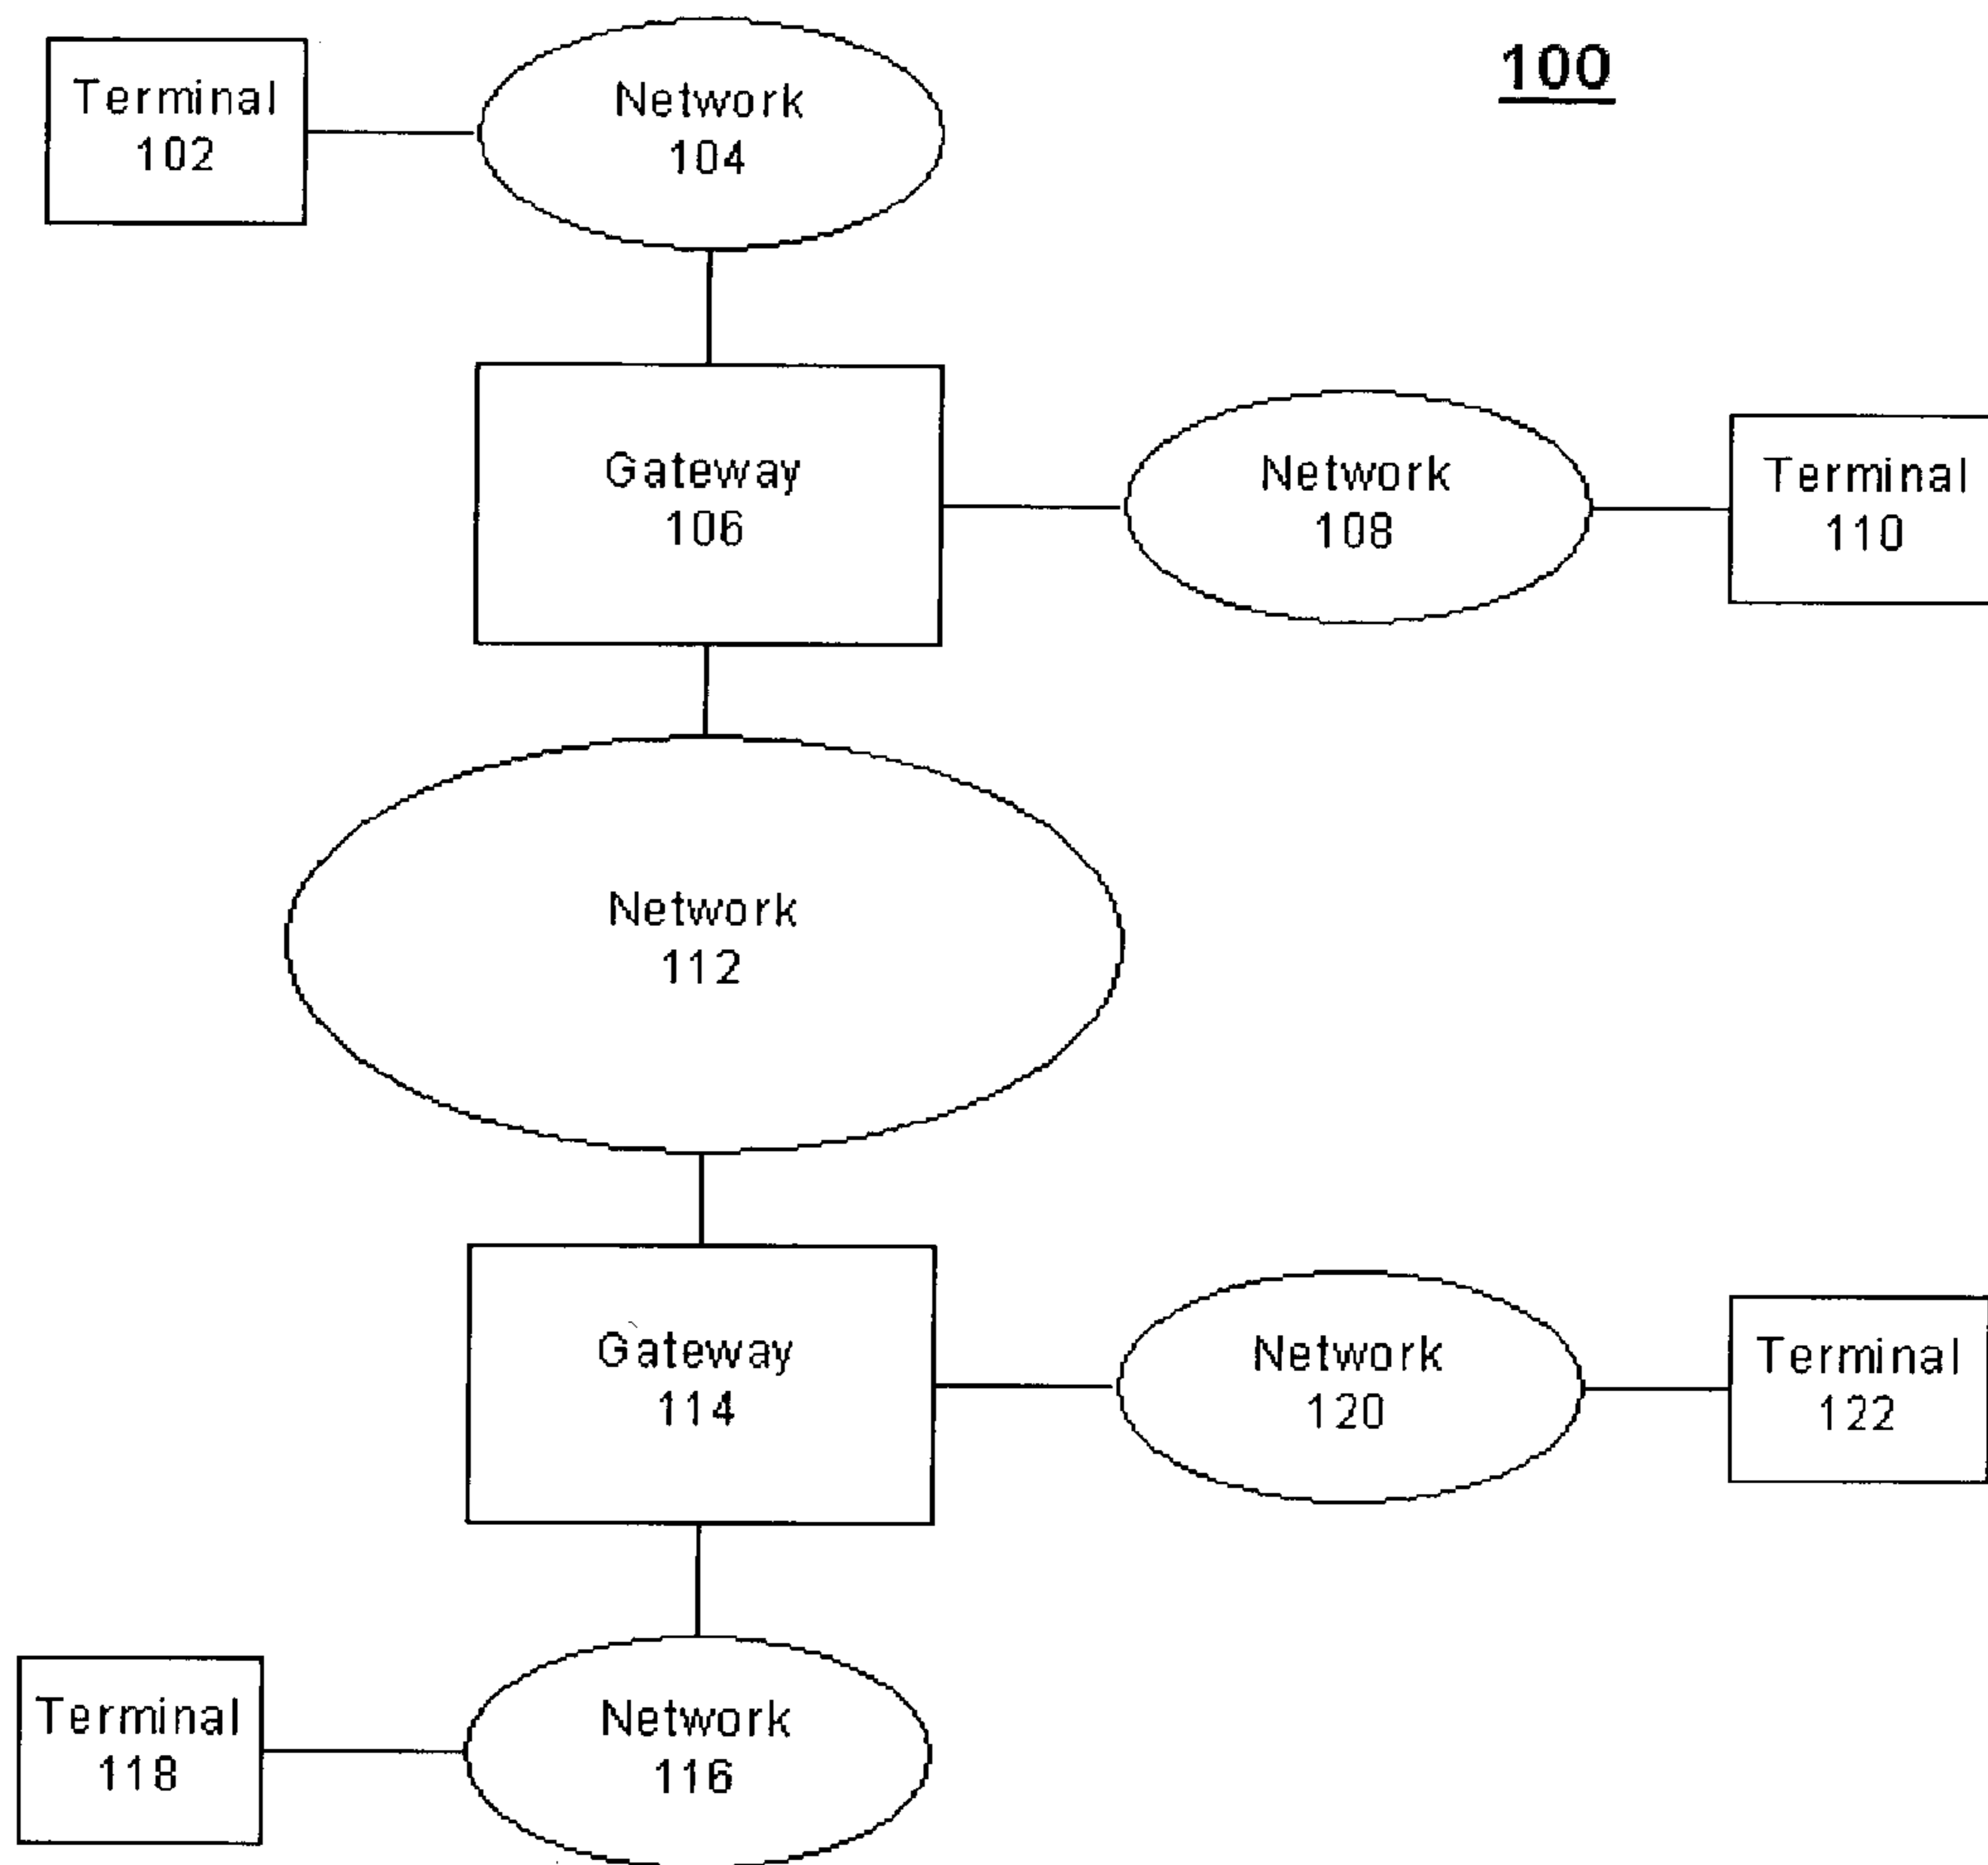 Terminal
102
Network
104
100
Gateway
106
Network
108
Terminal
110
Network
112
Gateway
114
Network
120
Terminal
122
Terminal
118
Network
116